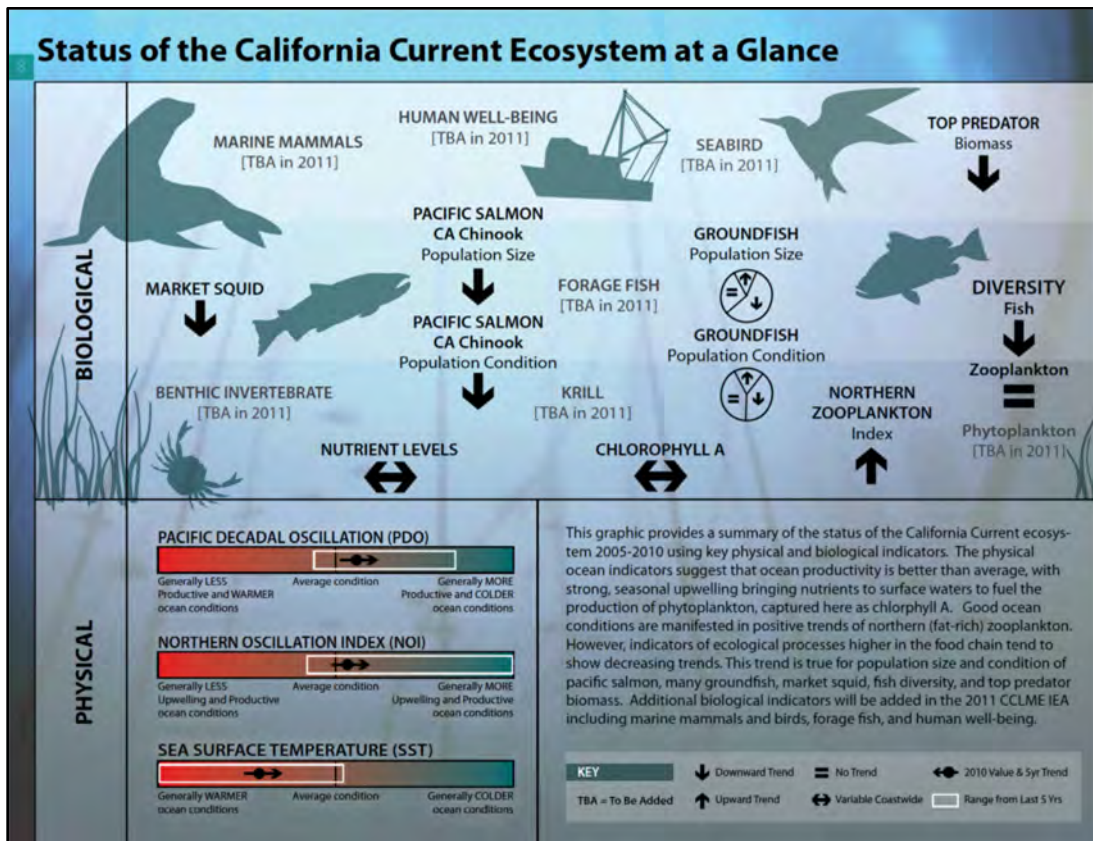 Status of the California Current Ecosystem at a Glance
8
BIOLOGICAL
MARINE MAMMALS
[TBA in 2011]
HUMAN WELL-BEING
[TBA in 2011]
SEABIRD
[TBA in 2011]
TOP PREDATOR
Biomass
MARKET SQUID
PACIFIC SALMON
CA Chinook
Population Size
PACIFIC SALMON
CA Chinook
Population Condition
FORAGE FISH
[TBA in 2011]
GROUNDFISH
Population Size
GROUNDFISH
Population Condition
DIVERSITY
Fish
Zooplankton
Phytoplankton
[TBA in 2011]
BENTHIC INVERTEBRATE
[TBA in 2011]
KRILL
[TBA in 2011]
NORTHERN
ZOOPLANKTON
Index
NUTRIENT LEVELS
CHLOROPHYLL A
PHYSICAL
PACIFIC DECADAL OSCILLATION (PDO)
Generally LESS
Productive and WARMER
ocean conditions
Average condition
Generally MORE
Productive and COLDER
ocean conditions
NORTHERN OSCILLATION INDEX (NOI)
Generally LESS
Upwelling and Productive
ocean conditions
Average condition
Generally MORE
Upwelling and Productive
ocean conditions
SEA SURFACE TEMPERATURE (SST)
Generally WARMER
ocean conditions
Average condition
Generally COLDER
ocean conditions
This graphic provides a summary of the status of the California Current ecosys-
tem 2005-2010 using key physical and biological indicators. The physical
ocean indicators suggest that ocean productivity is better than average, with
strong, seasonal upwelling bringing nutrients to surface waters to fuel the
production of phytoplankton, captured here as chlorphyll A. Good ocean
conditions are manifested in positive trends of northern (fat-rich) zooplankton.
However, indicators of ecological processes higher in the food chain tend to
show decreasing trends. This trend is true for population size and condition of
pacific salmon, many groundfish, market squid, fish diversity, and top predator
biomass. Additional biological indicators will be added in the 2011 CCLME IEA
including marine mammals and birds, forage fish, and human well-being.
KEY
TBA = To Be Added
Downward Trend
Upward Trend
No Trend
Variable Coastwide
2010 Value & 5yr Trend
Range from Last 5 Yrs